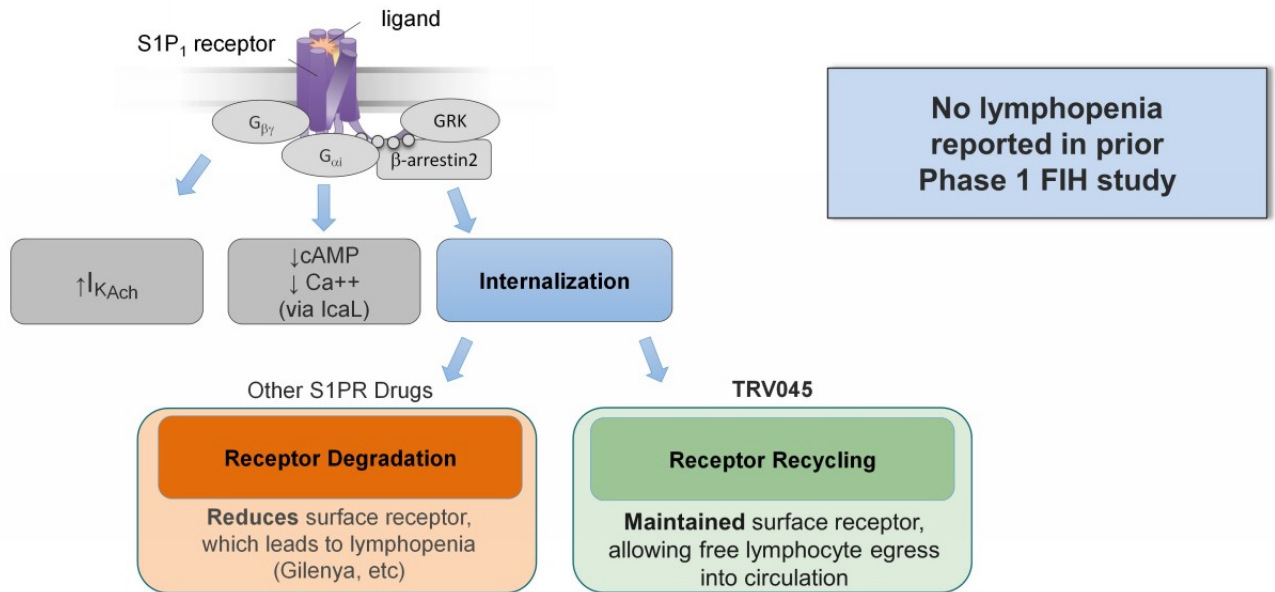 ligand
S1P₁ receptor
No lymphopenia
reported in prior
Phase 1 FIH study
Gβγ
GRK
Gαi
β-arrestin2
↑IKAch
↓cAMP
↓ Ca++
(via IcaL)
Internalization
Other S1PR Drugs
TRV045
Receptor Degradation
Receptor Recycling
Reduces surface receptor,
which leads to lymphopenia
(Gilenya, etc)
Maintained surface receptor,
allowing free lymphocyte egress
into circulation